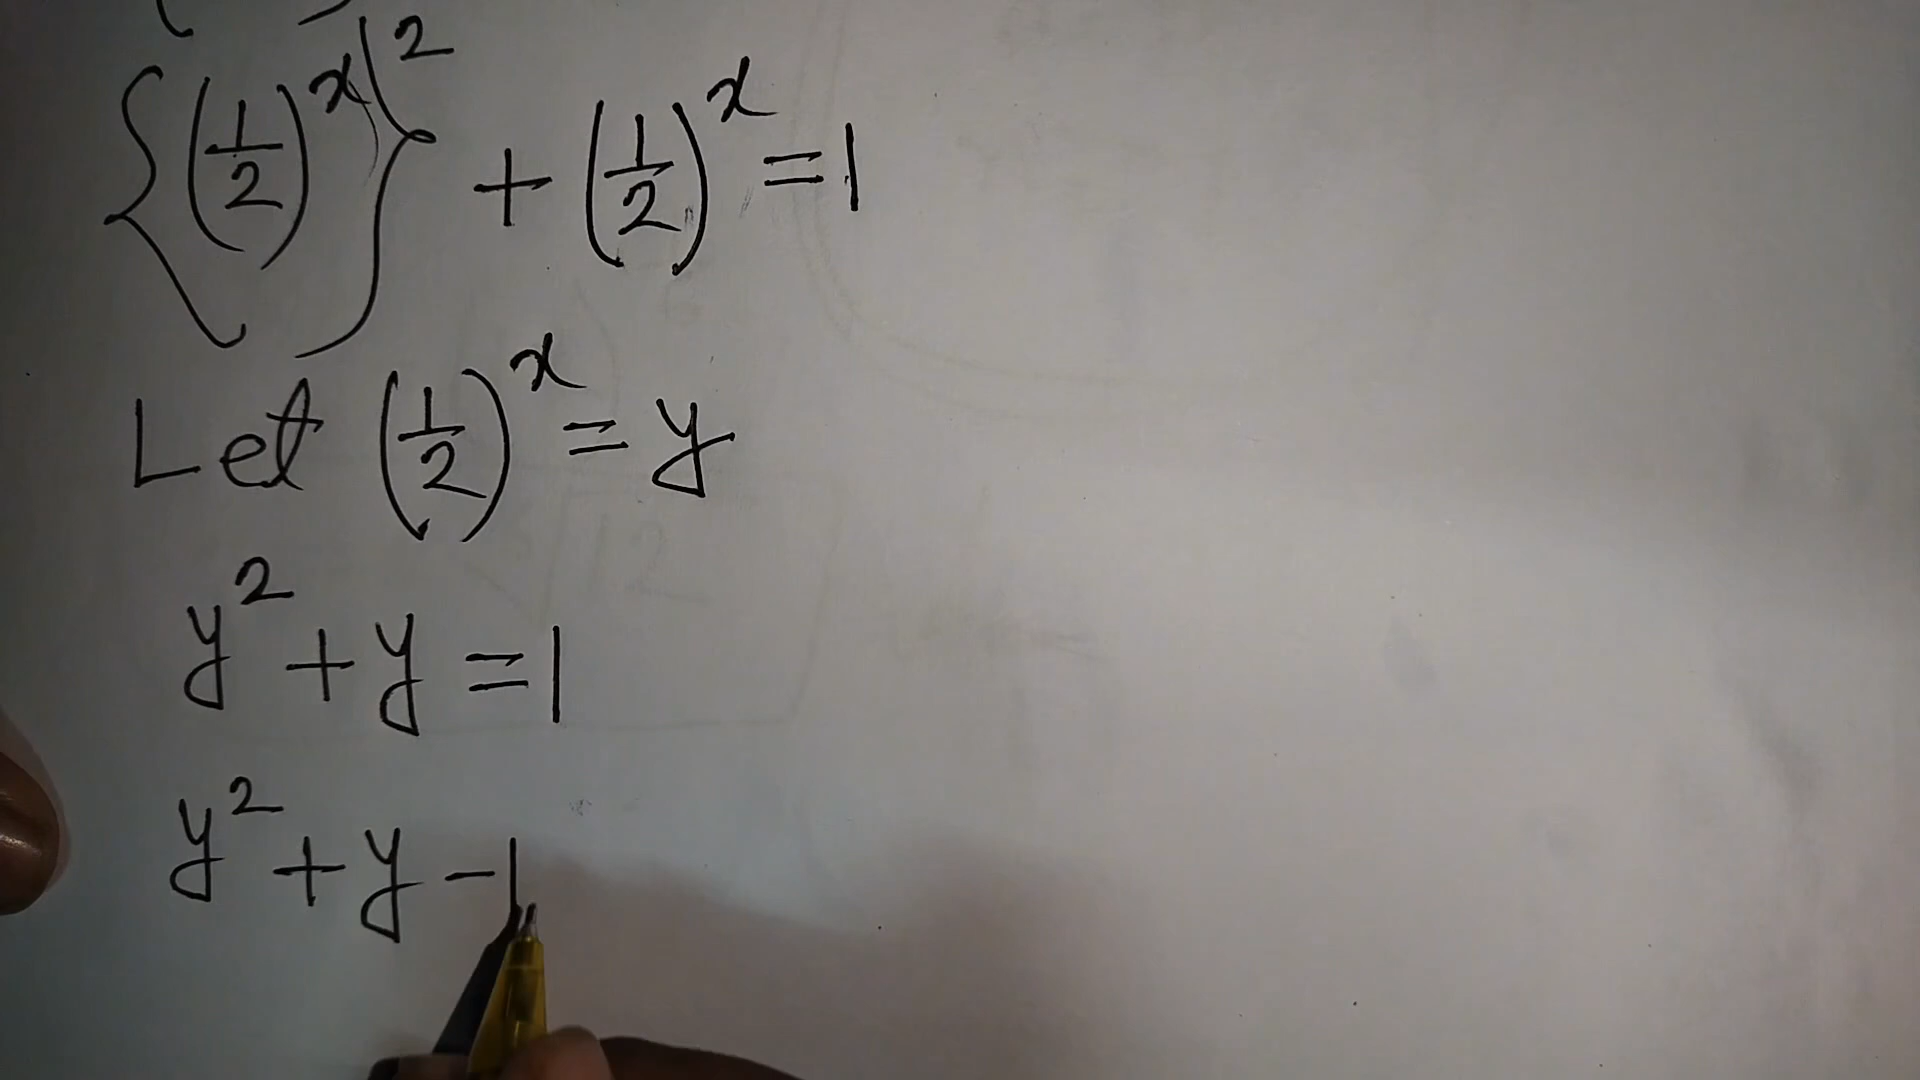 {(1/2)^x}^2 + (1/2)^x = 1
Let (1/2)^x = y
y^2 + y = 1
y^2 + y - 1